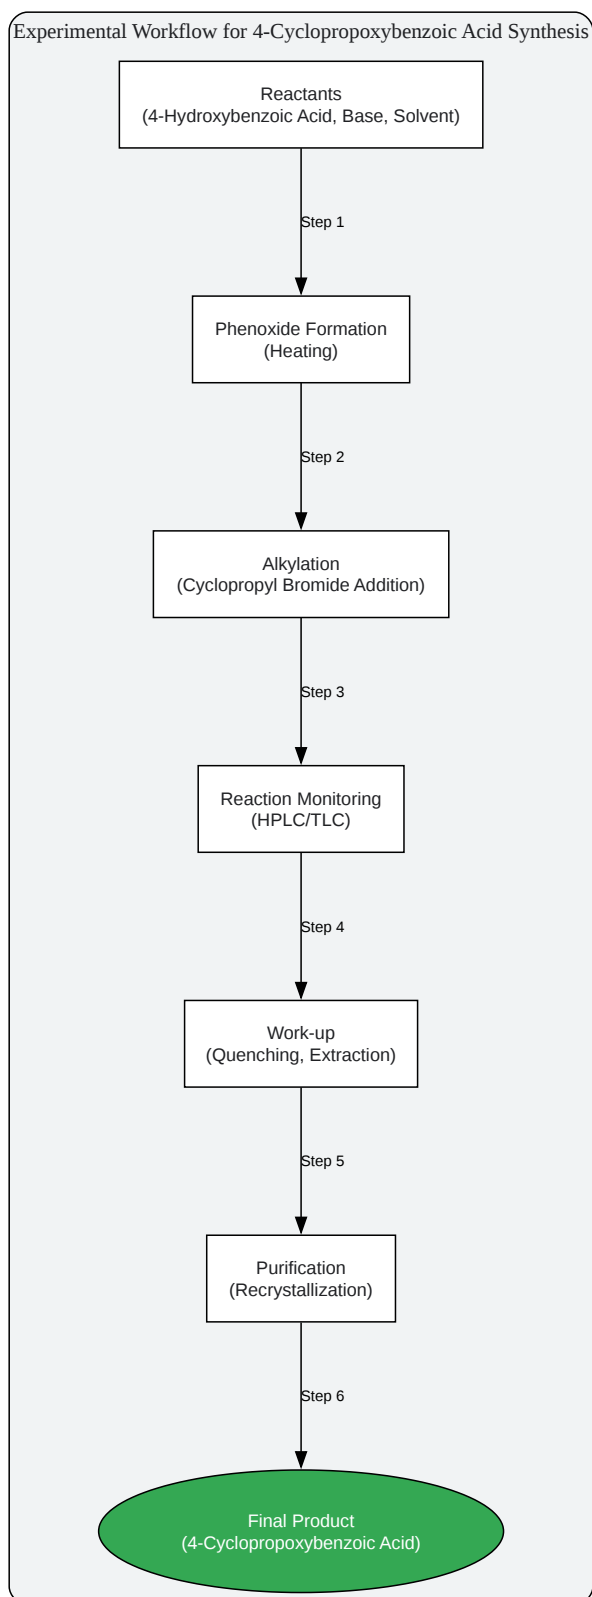 Experimental Workflow for 4-Cyclopropoxybenzoic Acid Synthesis
Reactants
(4-Hydroxybenzoic Acid, Base, Solvent)
Step 1
Phenoxide Formation
(Heating)
Step 2
Alkylation
(Cyclopropyl Bromide Addition)
Step 3
Reaction Monitoring
(HPLC/TLC)
Step 4
Work-up
(Quenching, Extraction)
Step 5
Purification
(Recrystallization)
Step 6
Final Product
(4-Cyclopropoxybenzoic Acid)